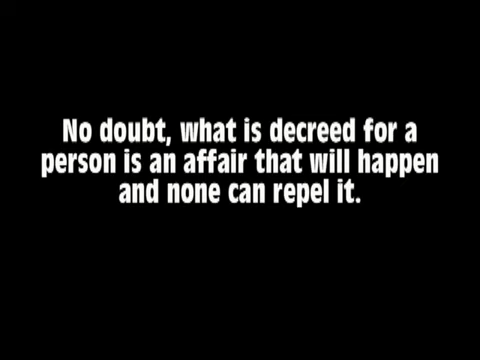 No doubt, what is decreed for a
person is an affair that will happen
and none can repel it.